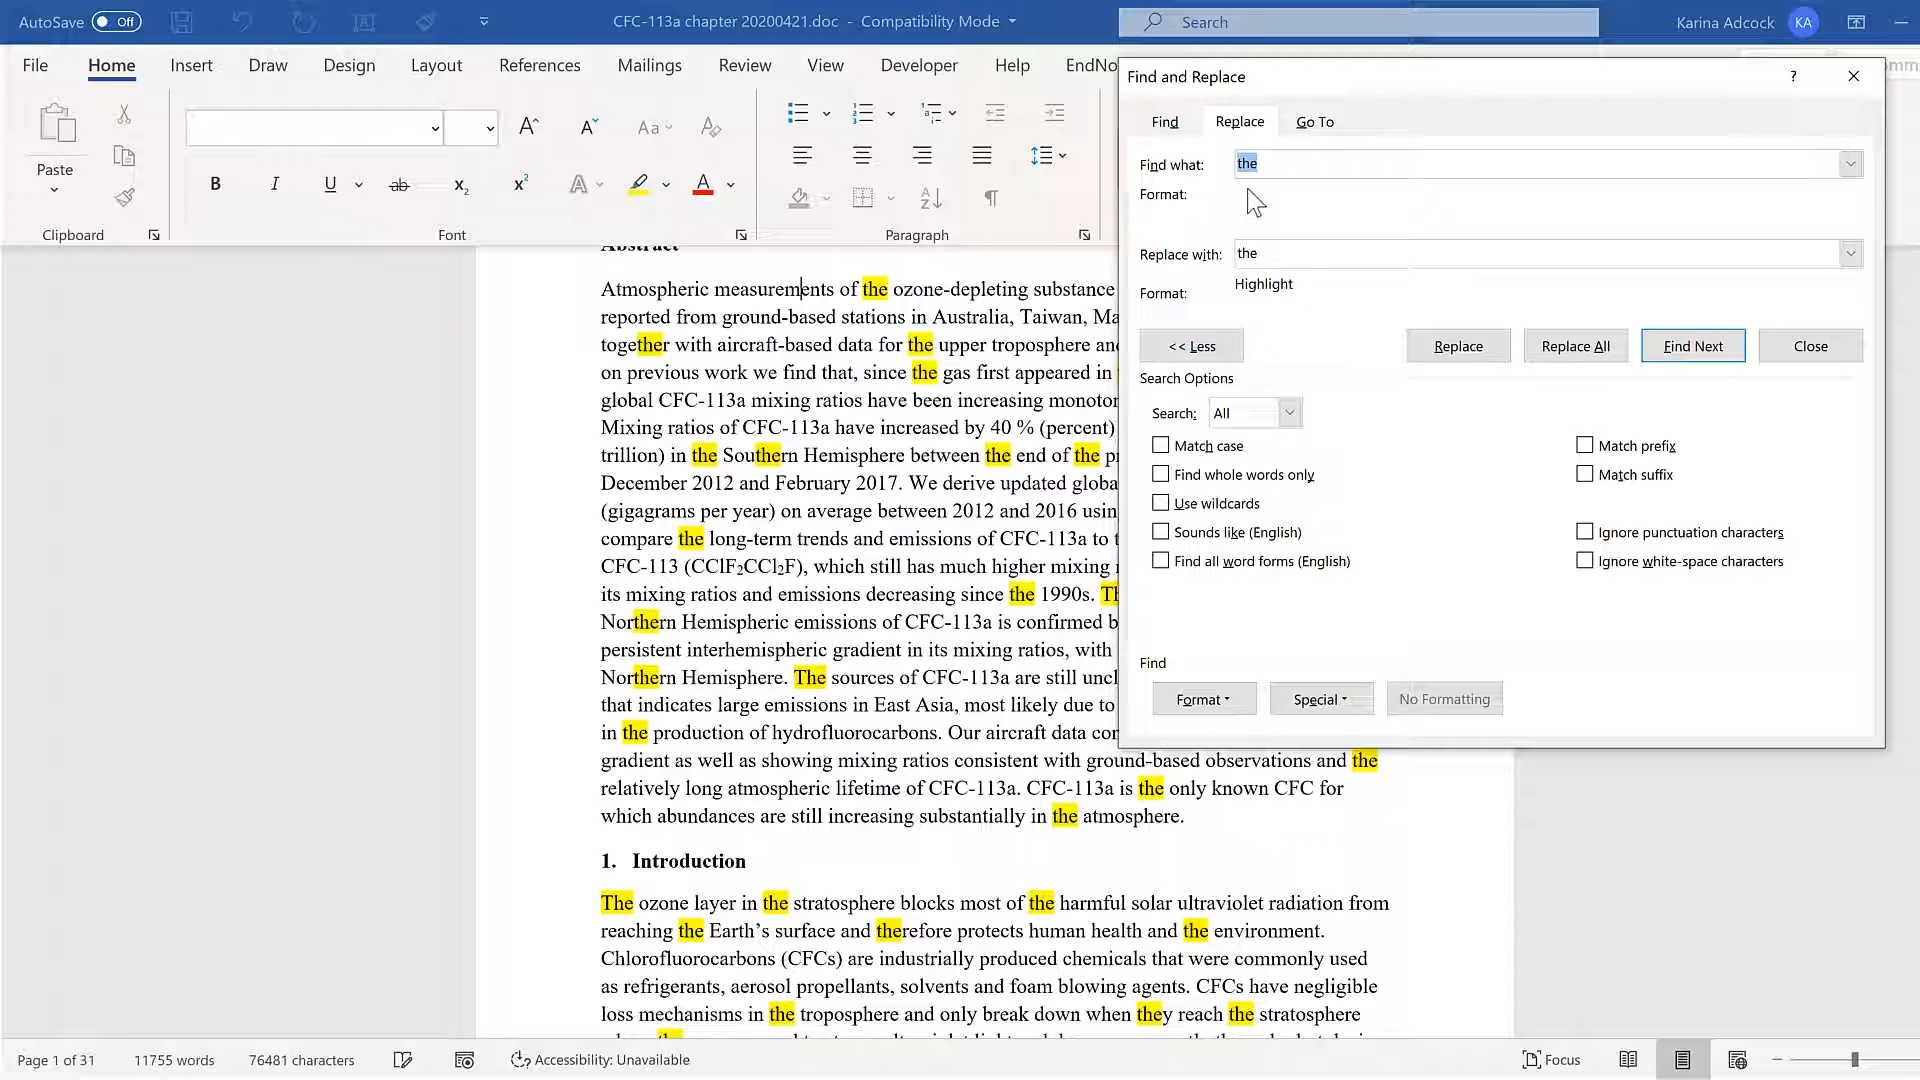 AutoSave Off
CFC-113a chapter 20200421.doc - Compatibility Mode
Search
Karina Adcock KA
File Home Insert Draw Design Layout References Mailings Review View Developer Help EndNo
Paste
Clipboard
Aa
B I U ab x₂ x² A A
Font
Paragraph
Find and Replace
Find Replace Go To
Find what: the
Format:
Replace with: the
Format: Highlight
<< Less Replace Replace All Find Next Close
Search Options
Search: All
Match case Match prefix
Find whole words only Match suffix
Use wildcards
Sounds like (English) Ignore punctuation characters
Find all word forms (English) Ignore white-space characters
Find
Format Special No Formatting
Abstract
Atmospheric measurements of the ozone-depleting substance
reported from ground-based stations in Australia, Taiwan, Ma
together with aircraft-based data for the upper troposphere and
on previous work we find that, since the gas first appeared in
global CFC-113a mixing ratios have been increasing monoton
Mixing ratios of CFC-113a have increased by 40 % (percent)
trillion) in the Southern Hemisphere between the end of the pr
December 2012 and February 2017. We derive updated globa
(gigagrams per year) on average between 2012 and 2016 usin
compare the long-term trends and emissions of CFC-113a to t
CFC-113 (CClF₂CCl₂F), which still has much higher mixing r
its mixing ratios and emissions decreasing since the 1990s. Th
Northern Hemispheric emissions of CFC-113a is confirmed b
persistent interhemispheric gradient in its mixing ratios, with
Northern Hemisphere. The sources of CFC-113a are still uncl
that indicates large emissions in East Asia, most likely due to
in the production of hydrofluorocarbons. Our aircraft data con
gradient as well as showing mixing ratios consistent with ground-based observations and the
relatively long atmospheric lifetime of CFC-113a. CFC-113a is the only known CFC for
which abundances are still increasing substantially in the atmosphere.
1. Introduction
The ozone layer in the stratosphere blocks most of the harmful solar ultraviolet radiation from
reaching the Earth’s surface and therefore protects human health and the environment.
Chlorofluorocarbons (CFCs) are industrially produced chemicals that were commonly used
as refrigerants, aerosol propellants, solvents and foam blowing agents. CFCs have negligible
loss mechanisms in the troposphere and only break down when they reach the stratosphere
Page 1 of 31 11755 words 76481 characters Accessibility: Unavailable Focus